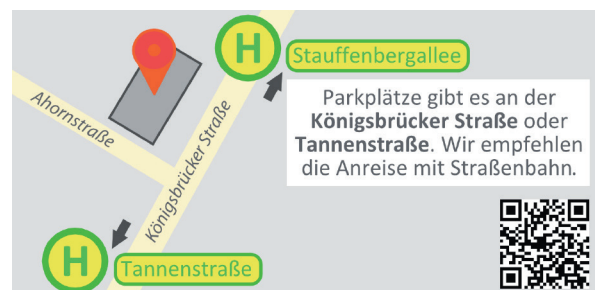 H
Stauffenbergallee
Ahornstraße
Königsbrücker Straße
Parkplätze gibt es an der
Königsbrücker Straße oder
Tannenstraße. Wir empfehlen
die Anreise mit Straßenbahn.
H
Tannenstraße